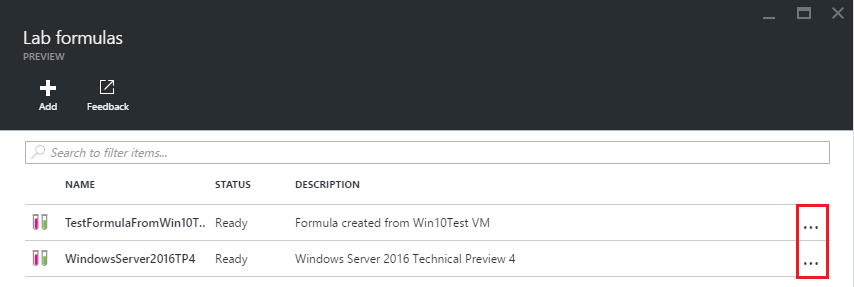 Lab formulas
PREVIEW
Add Feedback
Search to filter items...
NAME STATUS DESCRIPTION
TestFormulaFromWin10T.. Ready Formula created from Win10Test VM ...
WindowsServer2016TP4 Ready Windows Server 2016 Technical Preview 4 ...